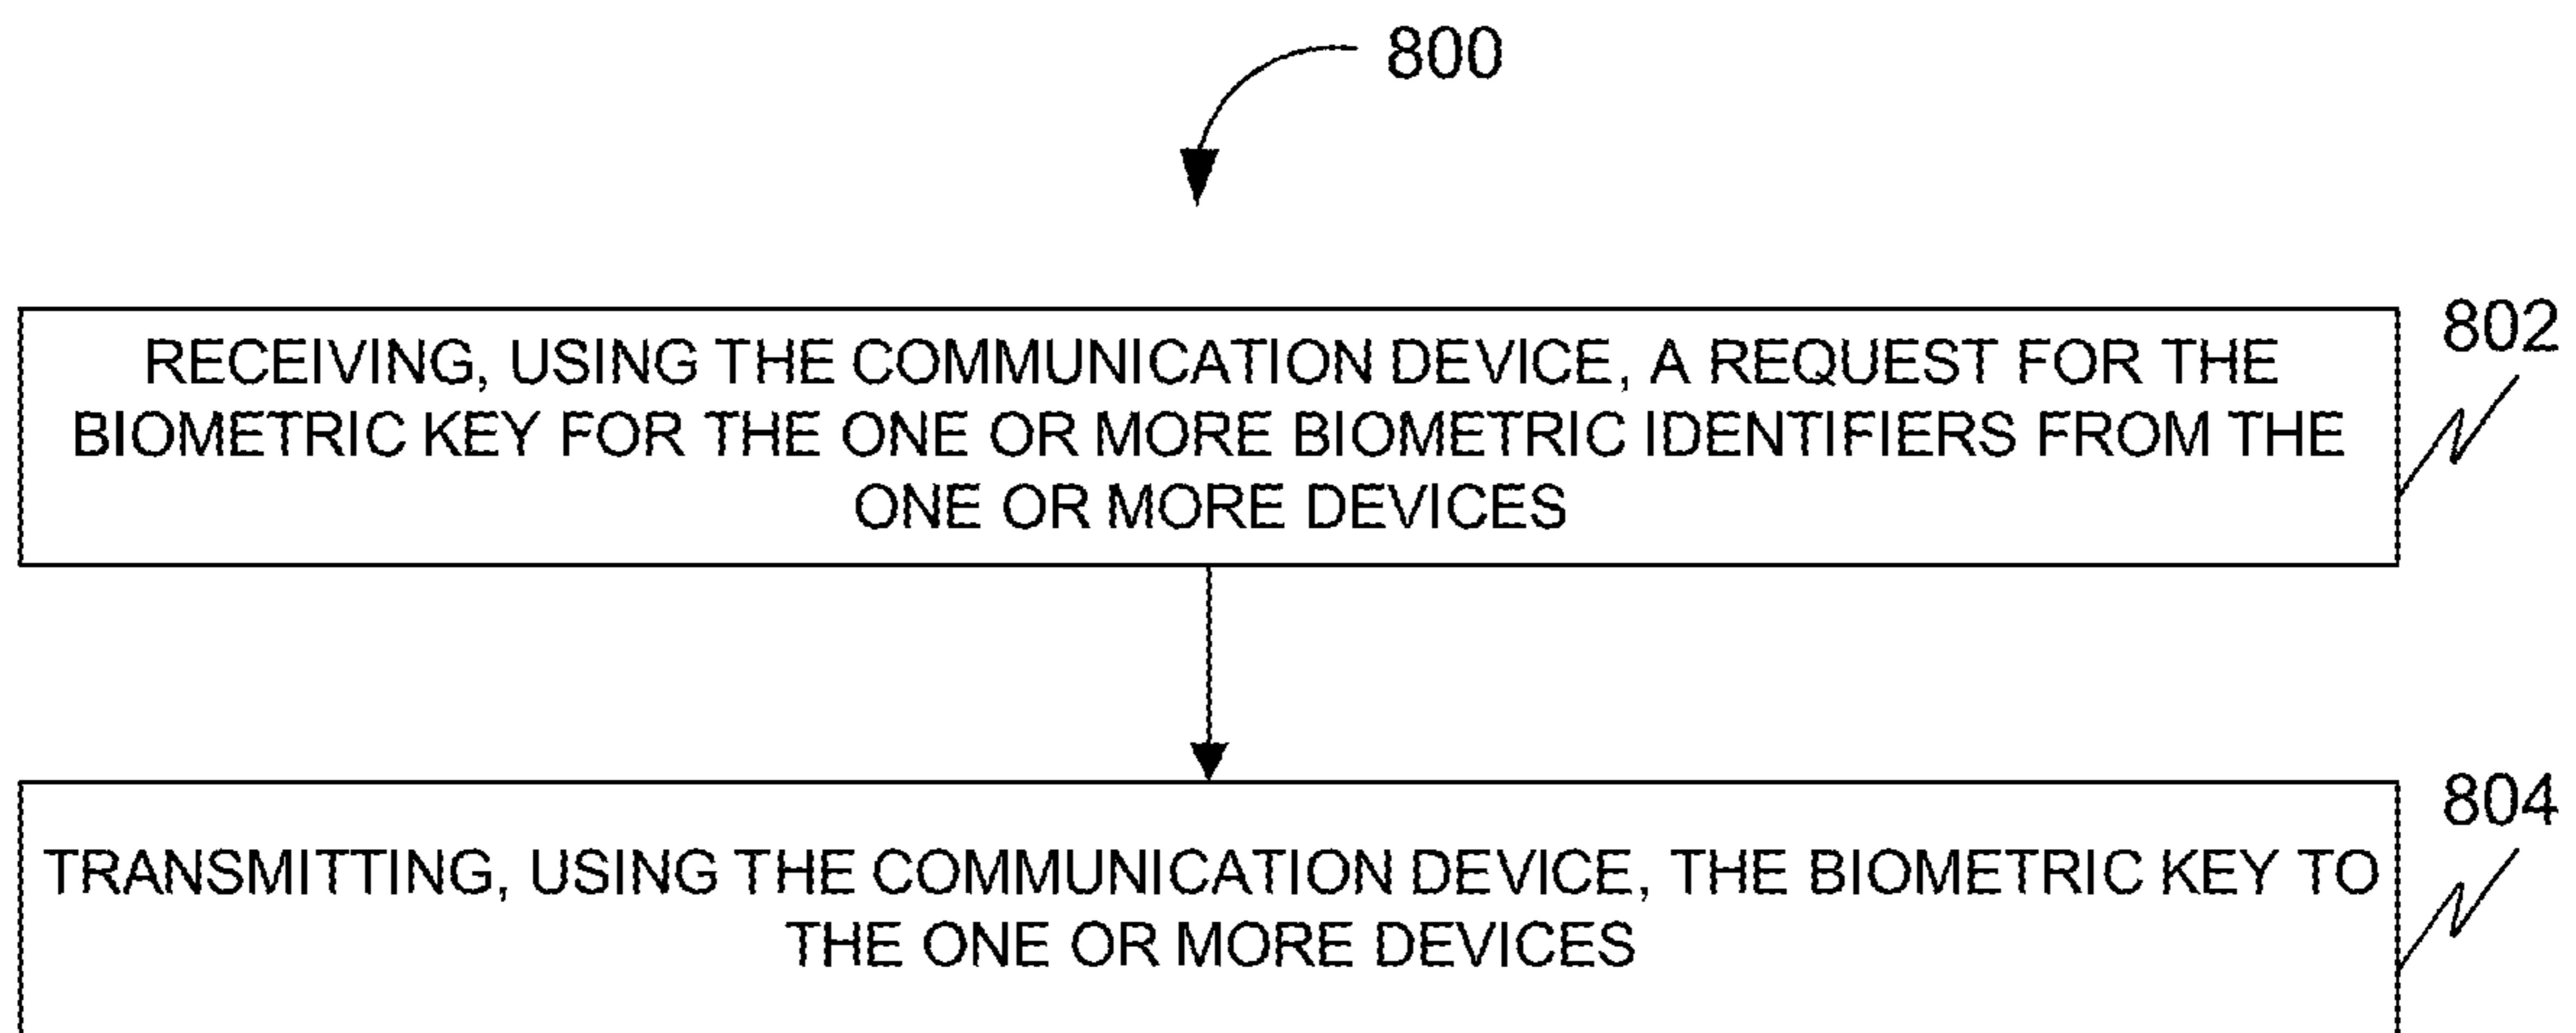 800
802
RECEIVING, USING THE COMMUNICATION DEVICE, A REQUEST FOR THE
BIOMETRIC KEY FOR THE ONE OR MORE BIOMETRIC IDENTIFIERS FROM THE
ONE OR MORE DEVICES
804
TRANSMITTING, USING THE COMMUNICATION DEVICE, THE BIOMETRIC KEY TO
THE ONE OR MORE DEVICES